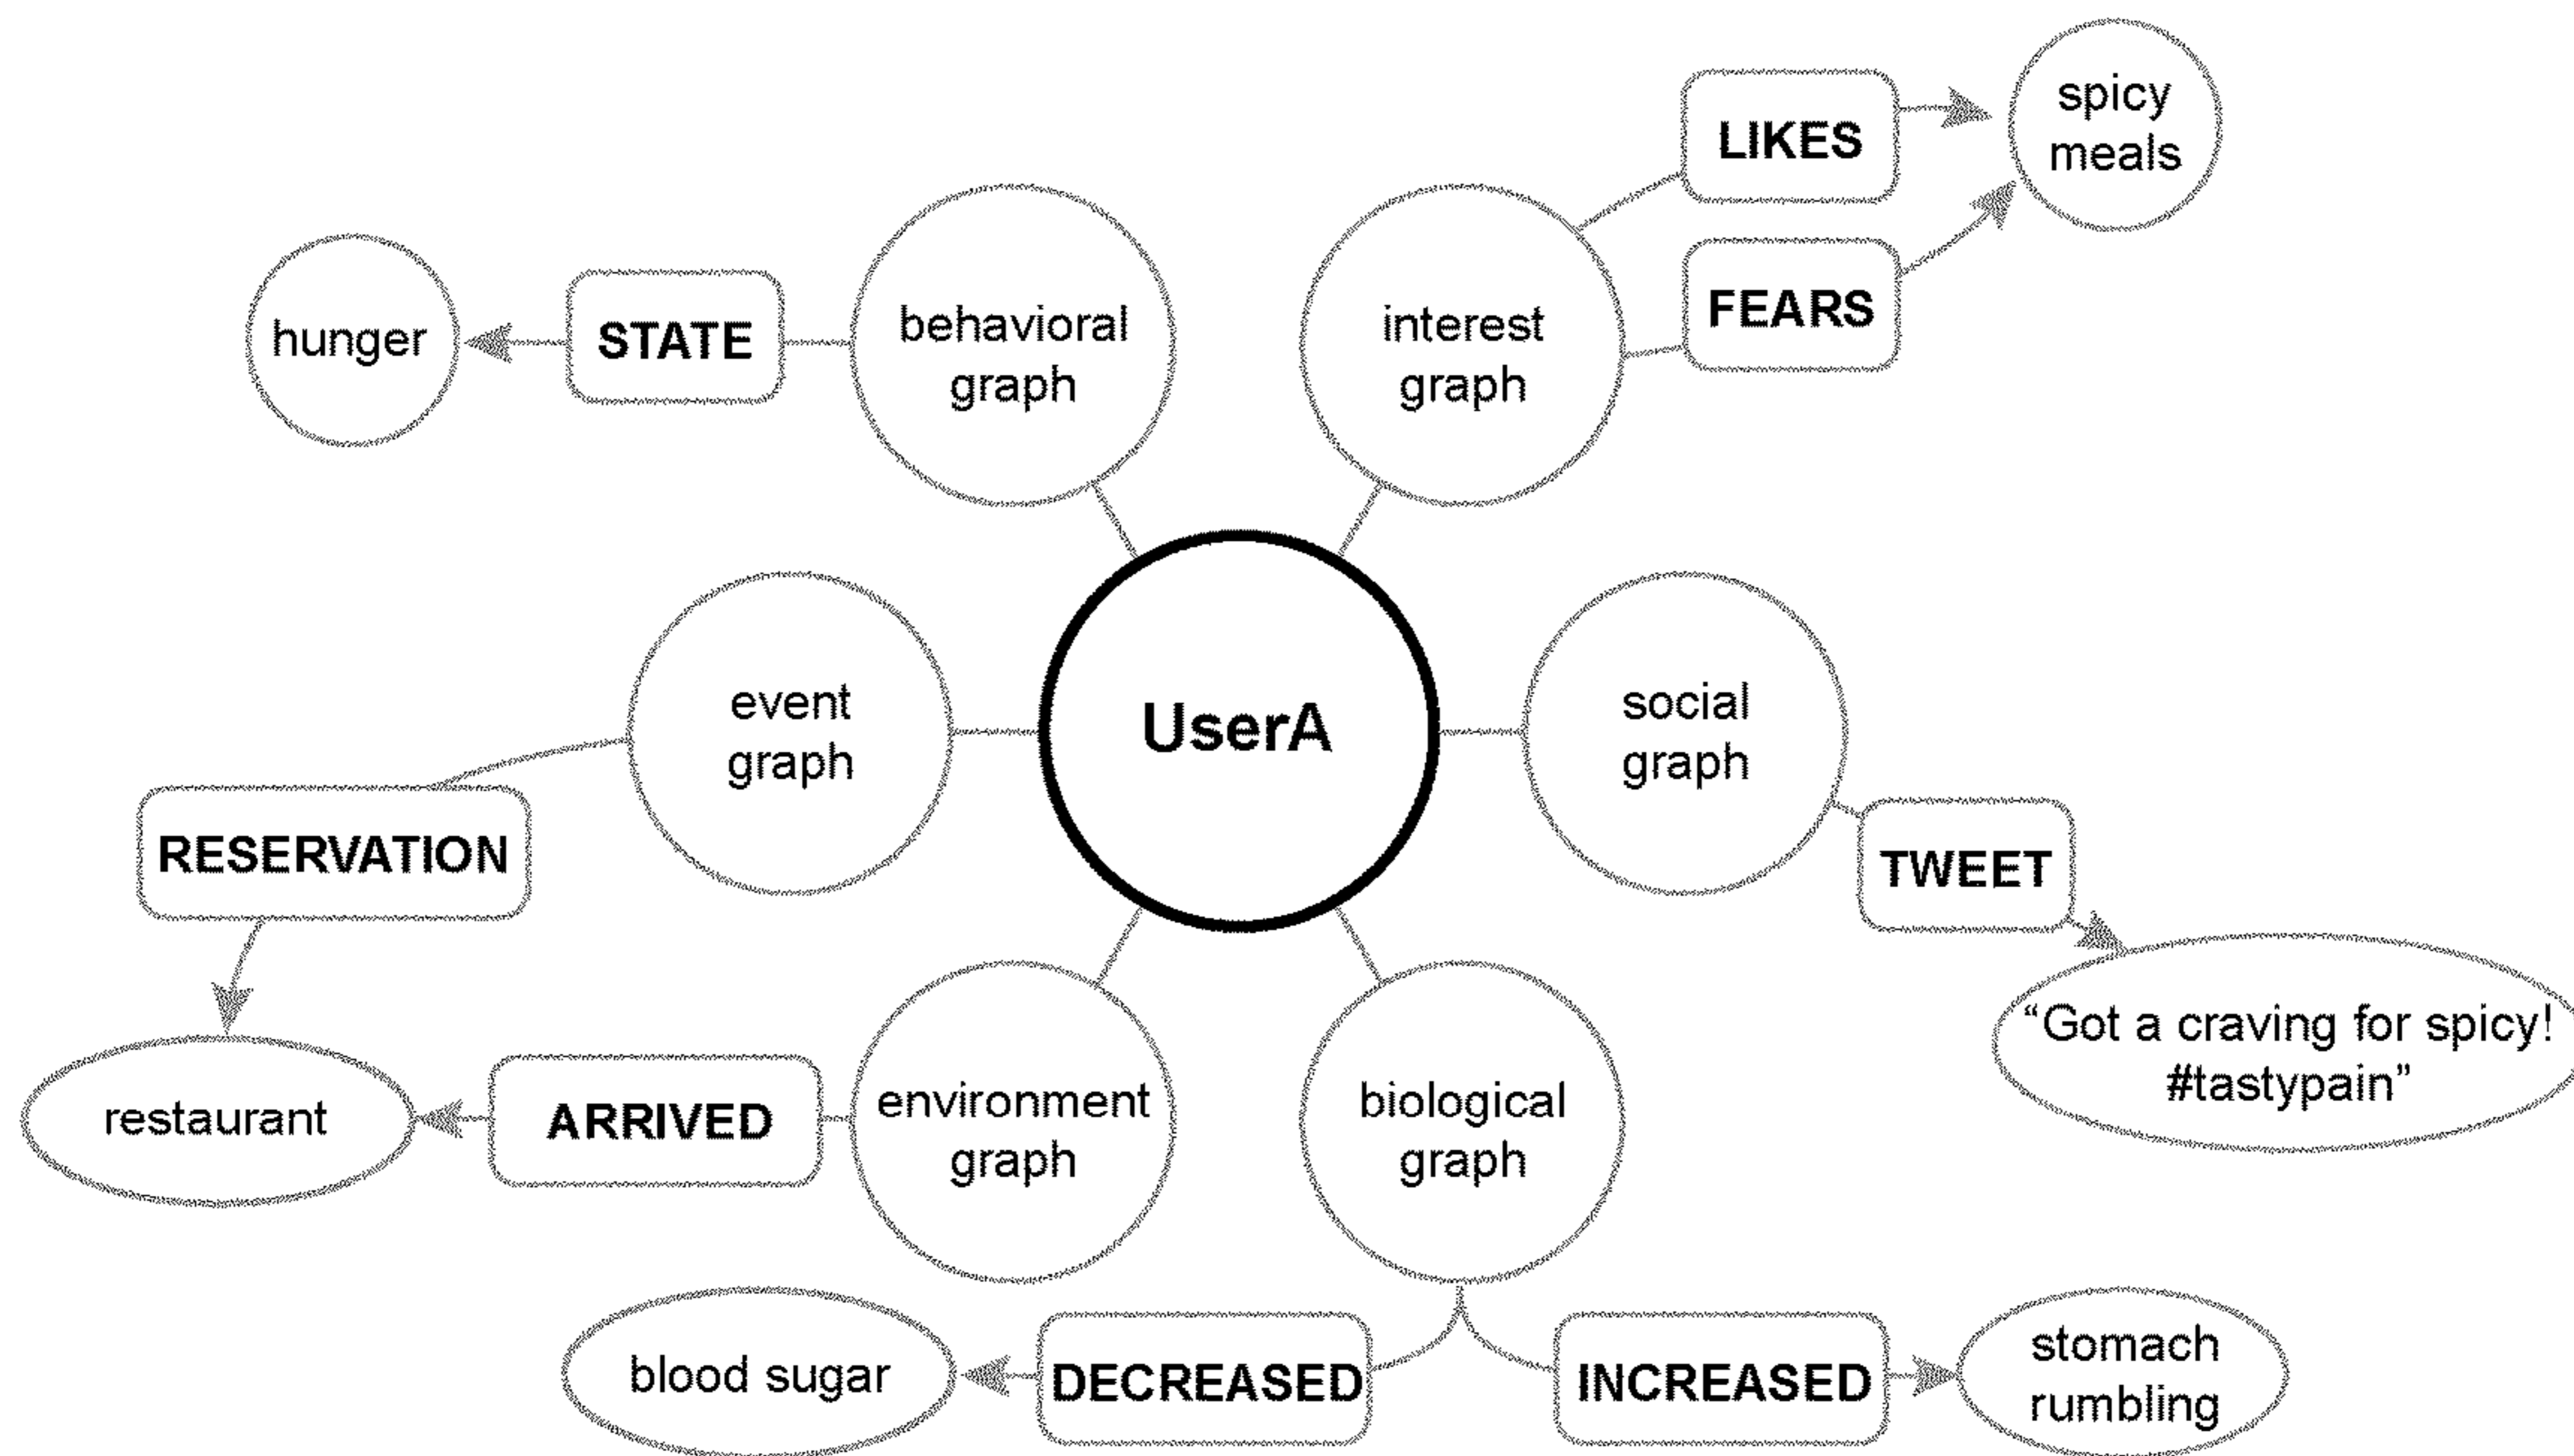 spicy
meals
LIKES
FEARS
interest
graph
behavioral
graph
STATE
hunger
event
graph
UserA
social
graph
RESERVATION
TWEET
“Got a craving for spicy!
#tastypain”
restaurant
ARRIVED
environment
graph
biological
graph
blood sugar
DECREASED
INCREASED
stomach
rumbling